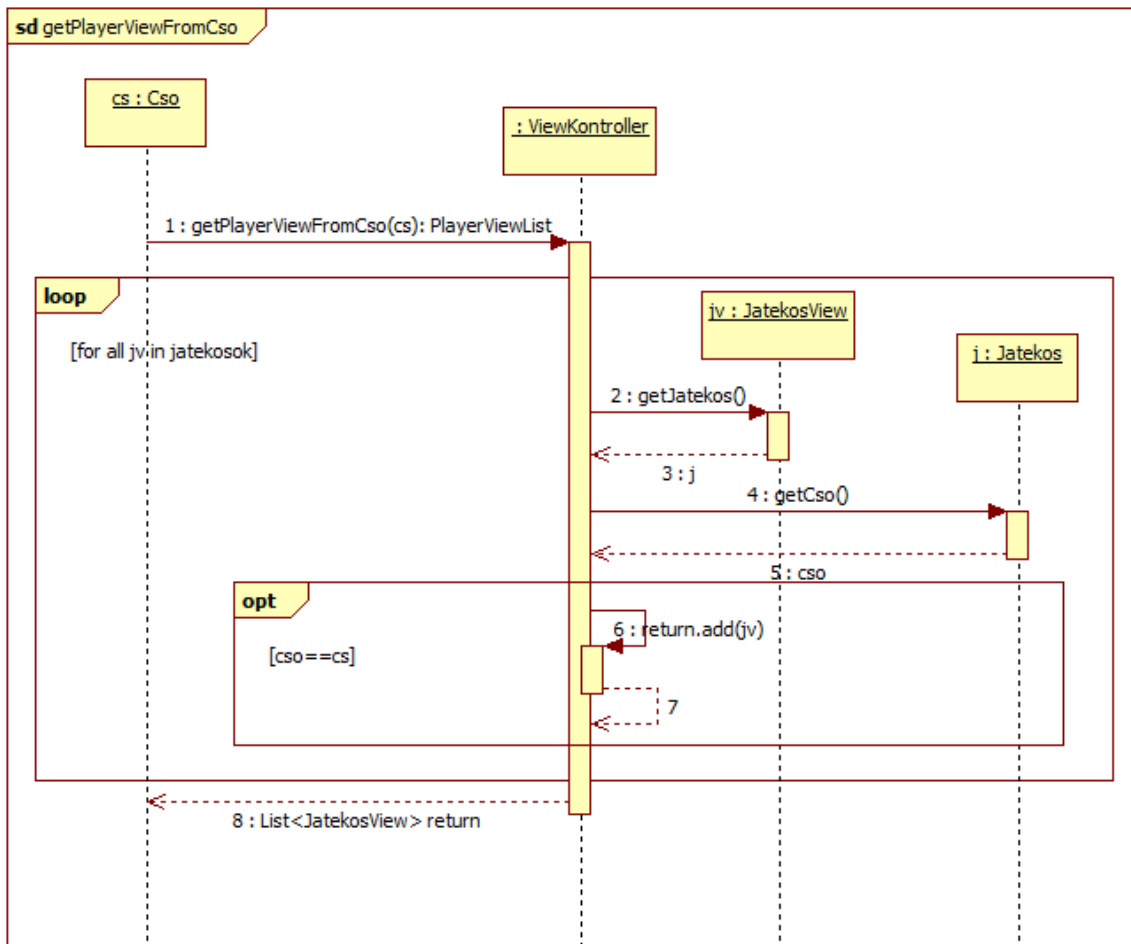 sd getPlayerViewFromCso
cs : Cso
: ViewKontroller
1 : getPlayerViewFromCso(cs): PlayerViewList
loop
jv : JatekosView
[for all jv in jatekosok]
j : Jatekos
2 : getJatekos()
3 : j
4 : getCso()
5 : cso
opt
6 : return.add(jv)
[cso==cs]
7
8 : List<JatekosView> return